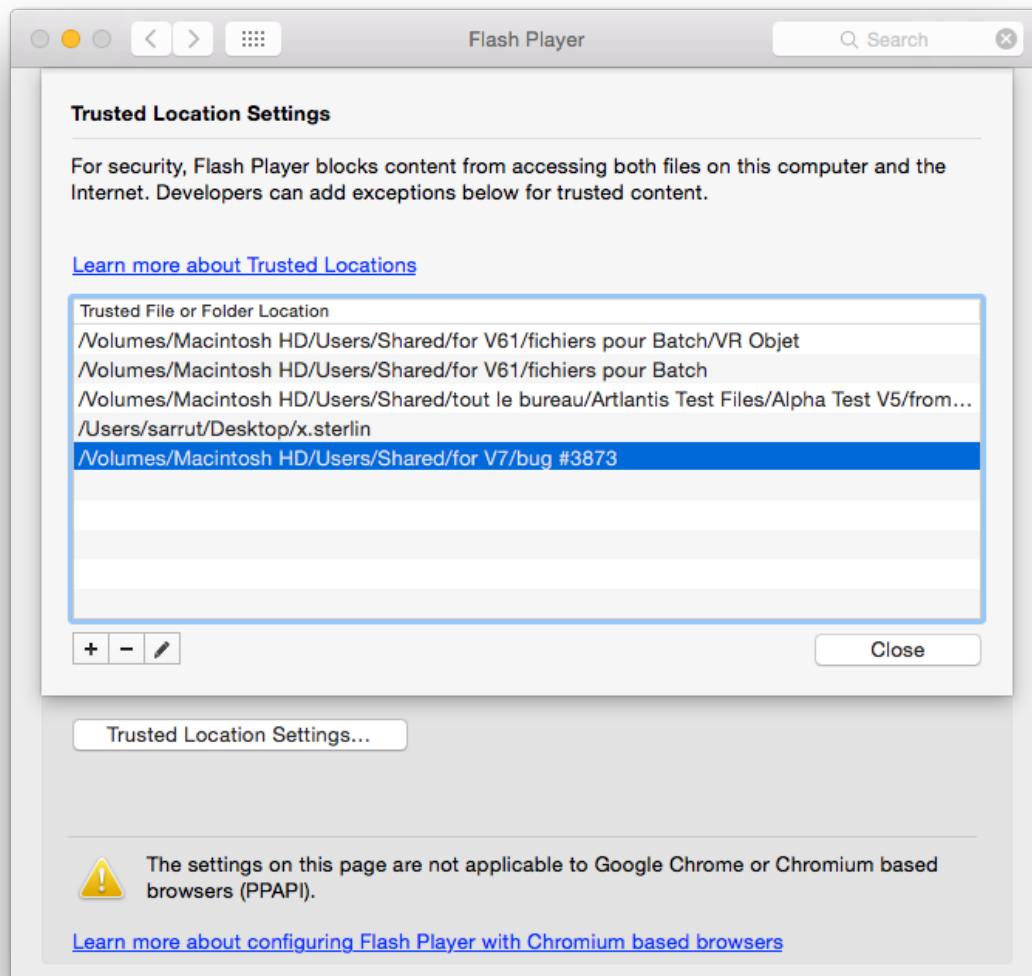 Flash Player
Search
Trusted Location Settings
For security, Flash Player blocks content from accessing both files on this computer and the
Internet. Developers can add exceptions below for trusted content.
Learn more about Trusted Locations
Trusted File or Folder Location
/Volumes/Macintosh HD/Users/Shared/for V61/fichiers pour Batch/VR Objet
/Volumes/Macintosh HD/Users/Shared/for V61/fichiers pour Batch
/Volumes/Macintosh HD/Users/Shared/tout le bureau/Artlantis Test Files/Alpha Test V5/from...
/Users/sarrut/Desktop/x.sterlin
/Volumes/Macintosh HD/Users/Shared/for V7/bug #3873
+ −
Close
Trusted Location Settings...
The settings on this page are not applicable to Google Chrome or Chromium based
browsers (PPAPI).
Learn more about configuring Flash Player with Chromium based browsers